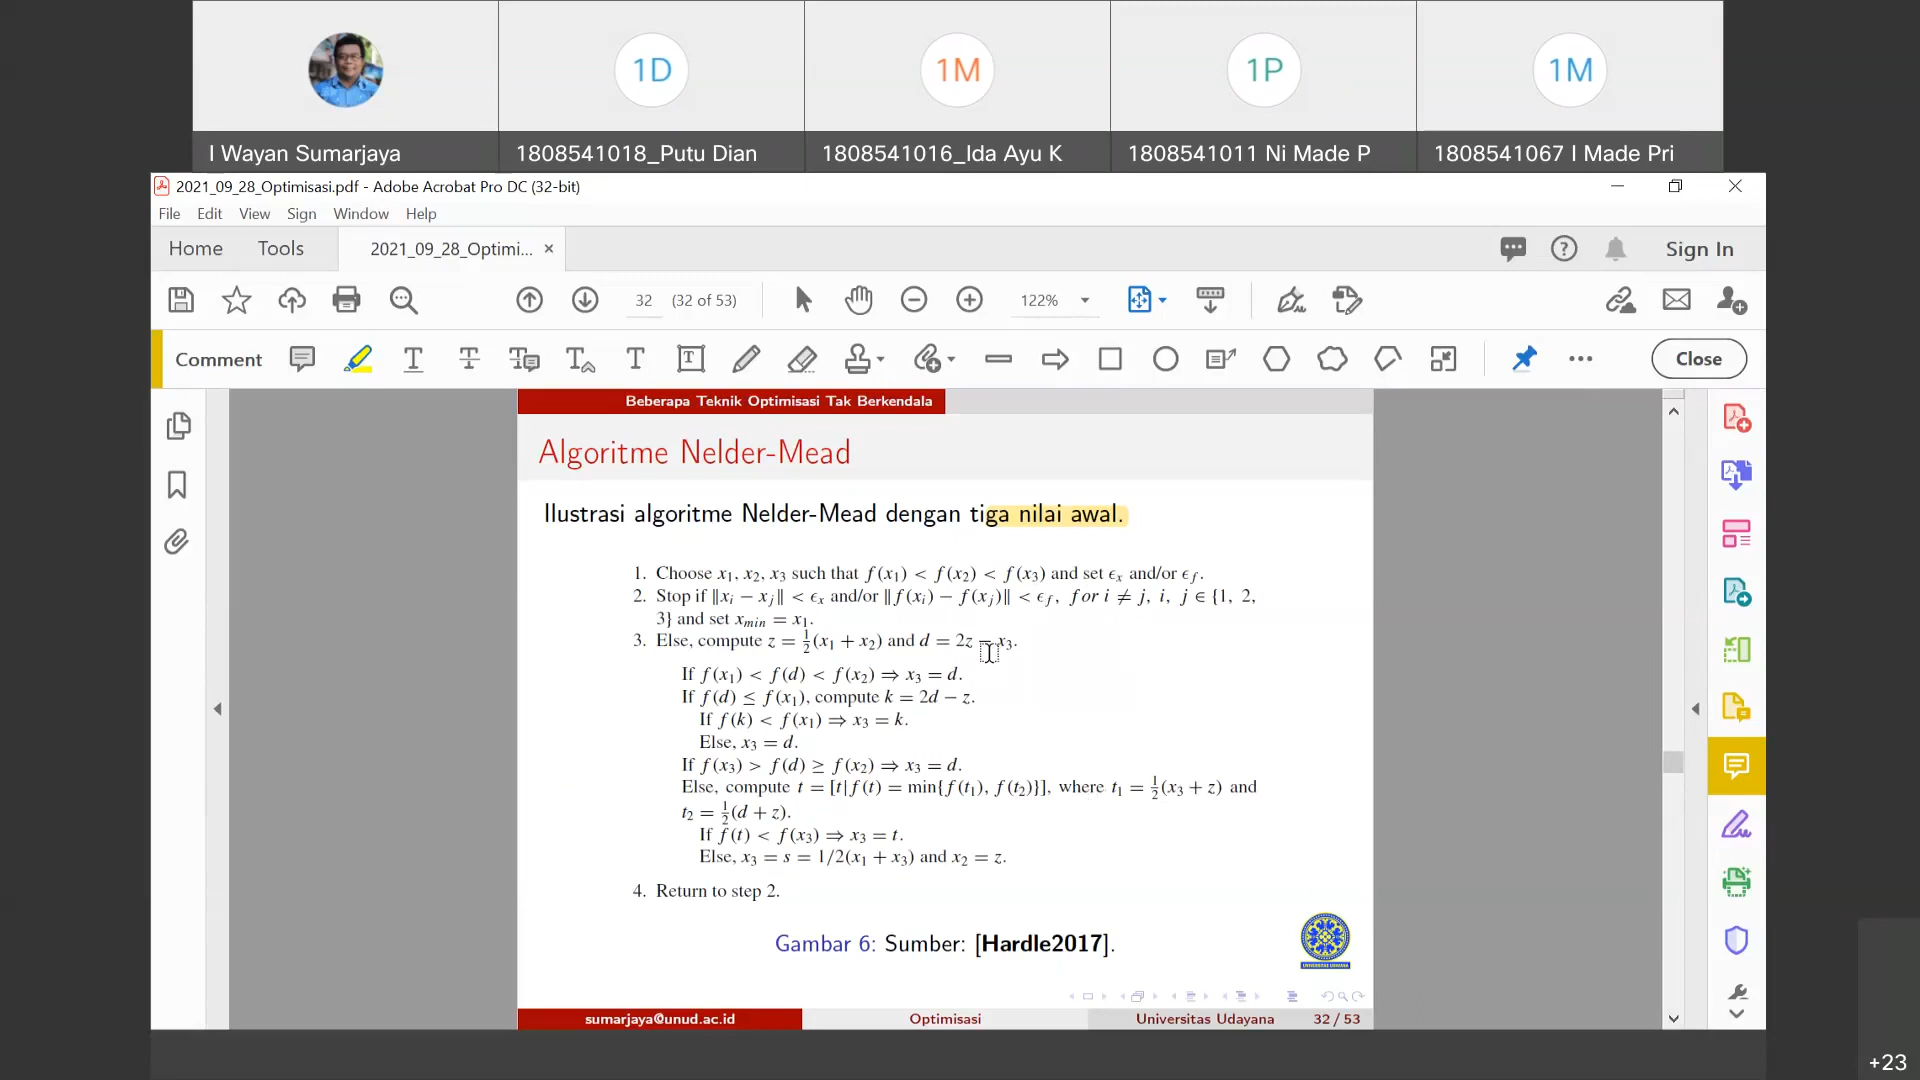 1D
1M
1P
1M
I Wayan Sumarjaya
1808541018_Putu Dian
1808541016_Ida Ayu K
1808541011 Ni Made P
1808541067 I Made Pri
2021_09_28_Optimisasi.pdf - Adobe Acrobat Pro DC (32-bit)
File Edit View Sign Window Help
Home Tools 2021_09_28_Optimi... × Sign In
32 (32 of 53) 122%
Comment Close
Beberapa Teknik Optimisasi Tak Berkendala
Algoritme Nelder-Mead
Ilustrasi algoritme Nelder-Mead dengan tiga nilai awal.
1. Choose x₁, x₂, x₃ such that f(x₁) < f(x₂) < f(x₃) and set ϵₓ and/or ϵ_f.
2. Stop if ‖x_i − x_j‖ < ϵₓ and/or ‖f(x_i) − f(x_j)‖ < ϵ_f, for i ≠ j, i, j ∈ {1, 2,
3} and set x_min = x₁.
3. Else, compute z = ½(x₁ + x₂) and d = 2z − x₃.
If f(x₁) < f(d) < f(x₂) ⇒ x₃ = d.
If f(d) ≤ f(x₁), compute k = 2d − z.
If f(k) < f(x₁) ⇒ x₃ = k.
Else, x₃ = d.
If f(x₃) > f(d) ≥ f(x₂) ⇒ x₃ = d.
Else, compute t = [t|f(t) = min{f(t₁), f(t₂)}], where t₁ = ½(x₃ + z) and
t₂ = ½(d + z).
If f(t) < f(x₃) ⇒ x₃ = t.
Else, x₃ = s = 1/2(x₁ + x₃) and x₂ = z.
4. Return to step 2.
Gambar 6: Sumber: [Hardle2017].
UNIVERSITAS UDAYANA
sumarjaya@unud.ac.id Optimisasi Universitas Udayana 32 / 53
+23